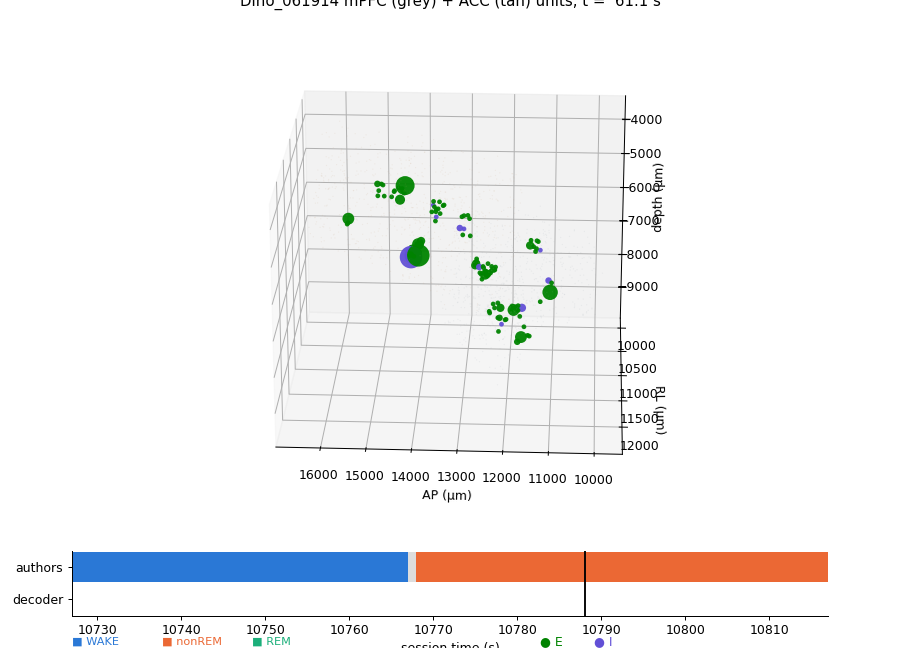 Dino_061914 mPFC (grey) + ACC (tan) units, t = 61.1 s
4000
5000
6000
7000
8000
9000
depth (μm)
10000
10500
11000
11500
12000
RL (μm)
16000 15000 14000 13000 12000 11000 10000
AP (μm)
authors
decoder
10730 10740 10750 10760 10770 10780 10790 10800 10810
session time (s)
WAKE nonREM REM E I